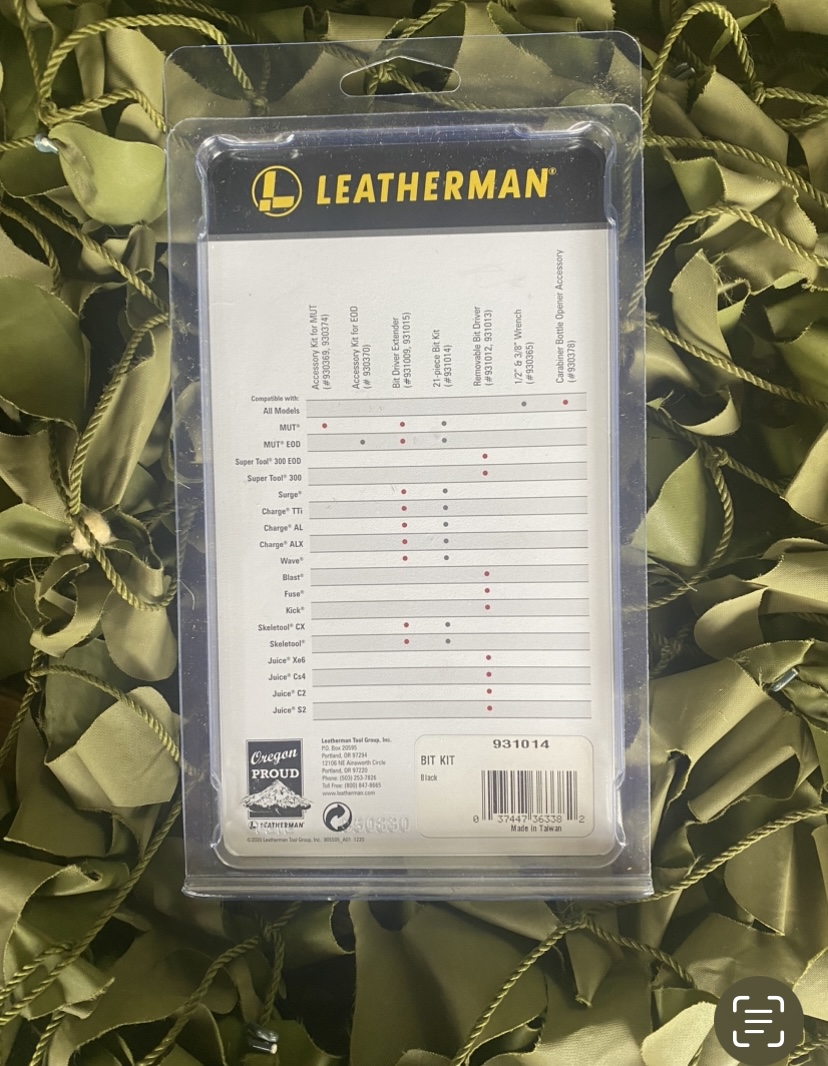 LEATHERMAN®
Accessory Kit for MUT
(#930369, 930374)
Accessory Kit for EOD
(# 930370)
Bit Driver Extender
(#931009, 931015)
21-piece Bit Kit
(#931014)
Removable Bit Driver
(#931012, 931013)
1/2" & 3/8" Wrench
(#930365)
Carabiner Bottle Opener Accessory
(#930378)
Compatible with:
All Models
MUT®
MUT® EOD
Super Tool® 300 EOD
Super Tool® 300
Surge®
Charge® TTi
Charge® AL
Charge® ALX
Wave®
Blast®
Fuse®
Kick®
Skeletool® CX
Skeletool®
Juice® Xe6
Juice® Cs4
Juice® C2
Juice® S2
Oregon
PROUD
LEATHERMAN®
Leatherman Tool Group, Inc.
P.O. Box 20595
Portland, OR 97294
12106 NE Ainsworth Circle
Portland, OR 97220
Phone: (503) 253-7826
Toll Free: (800) 847-8665
www.leatherman.com
931014
BIT KIT
Black
0 37447 36338 2
Made in Taiwan
Leatherman Tool Group, Inc.